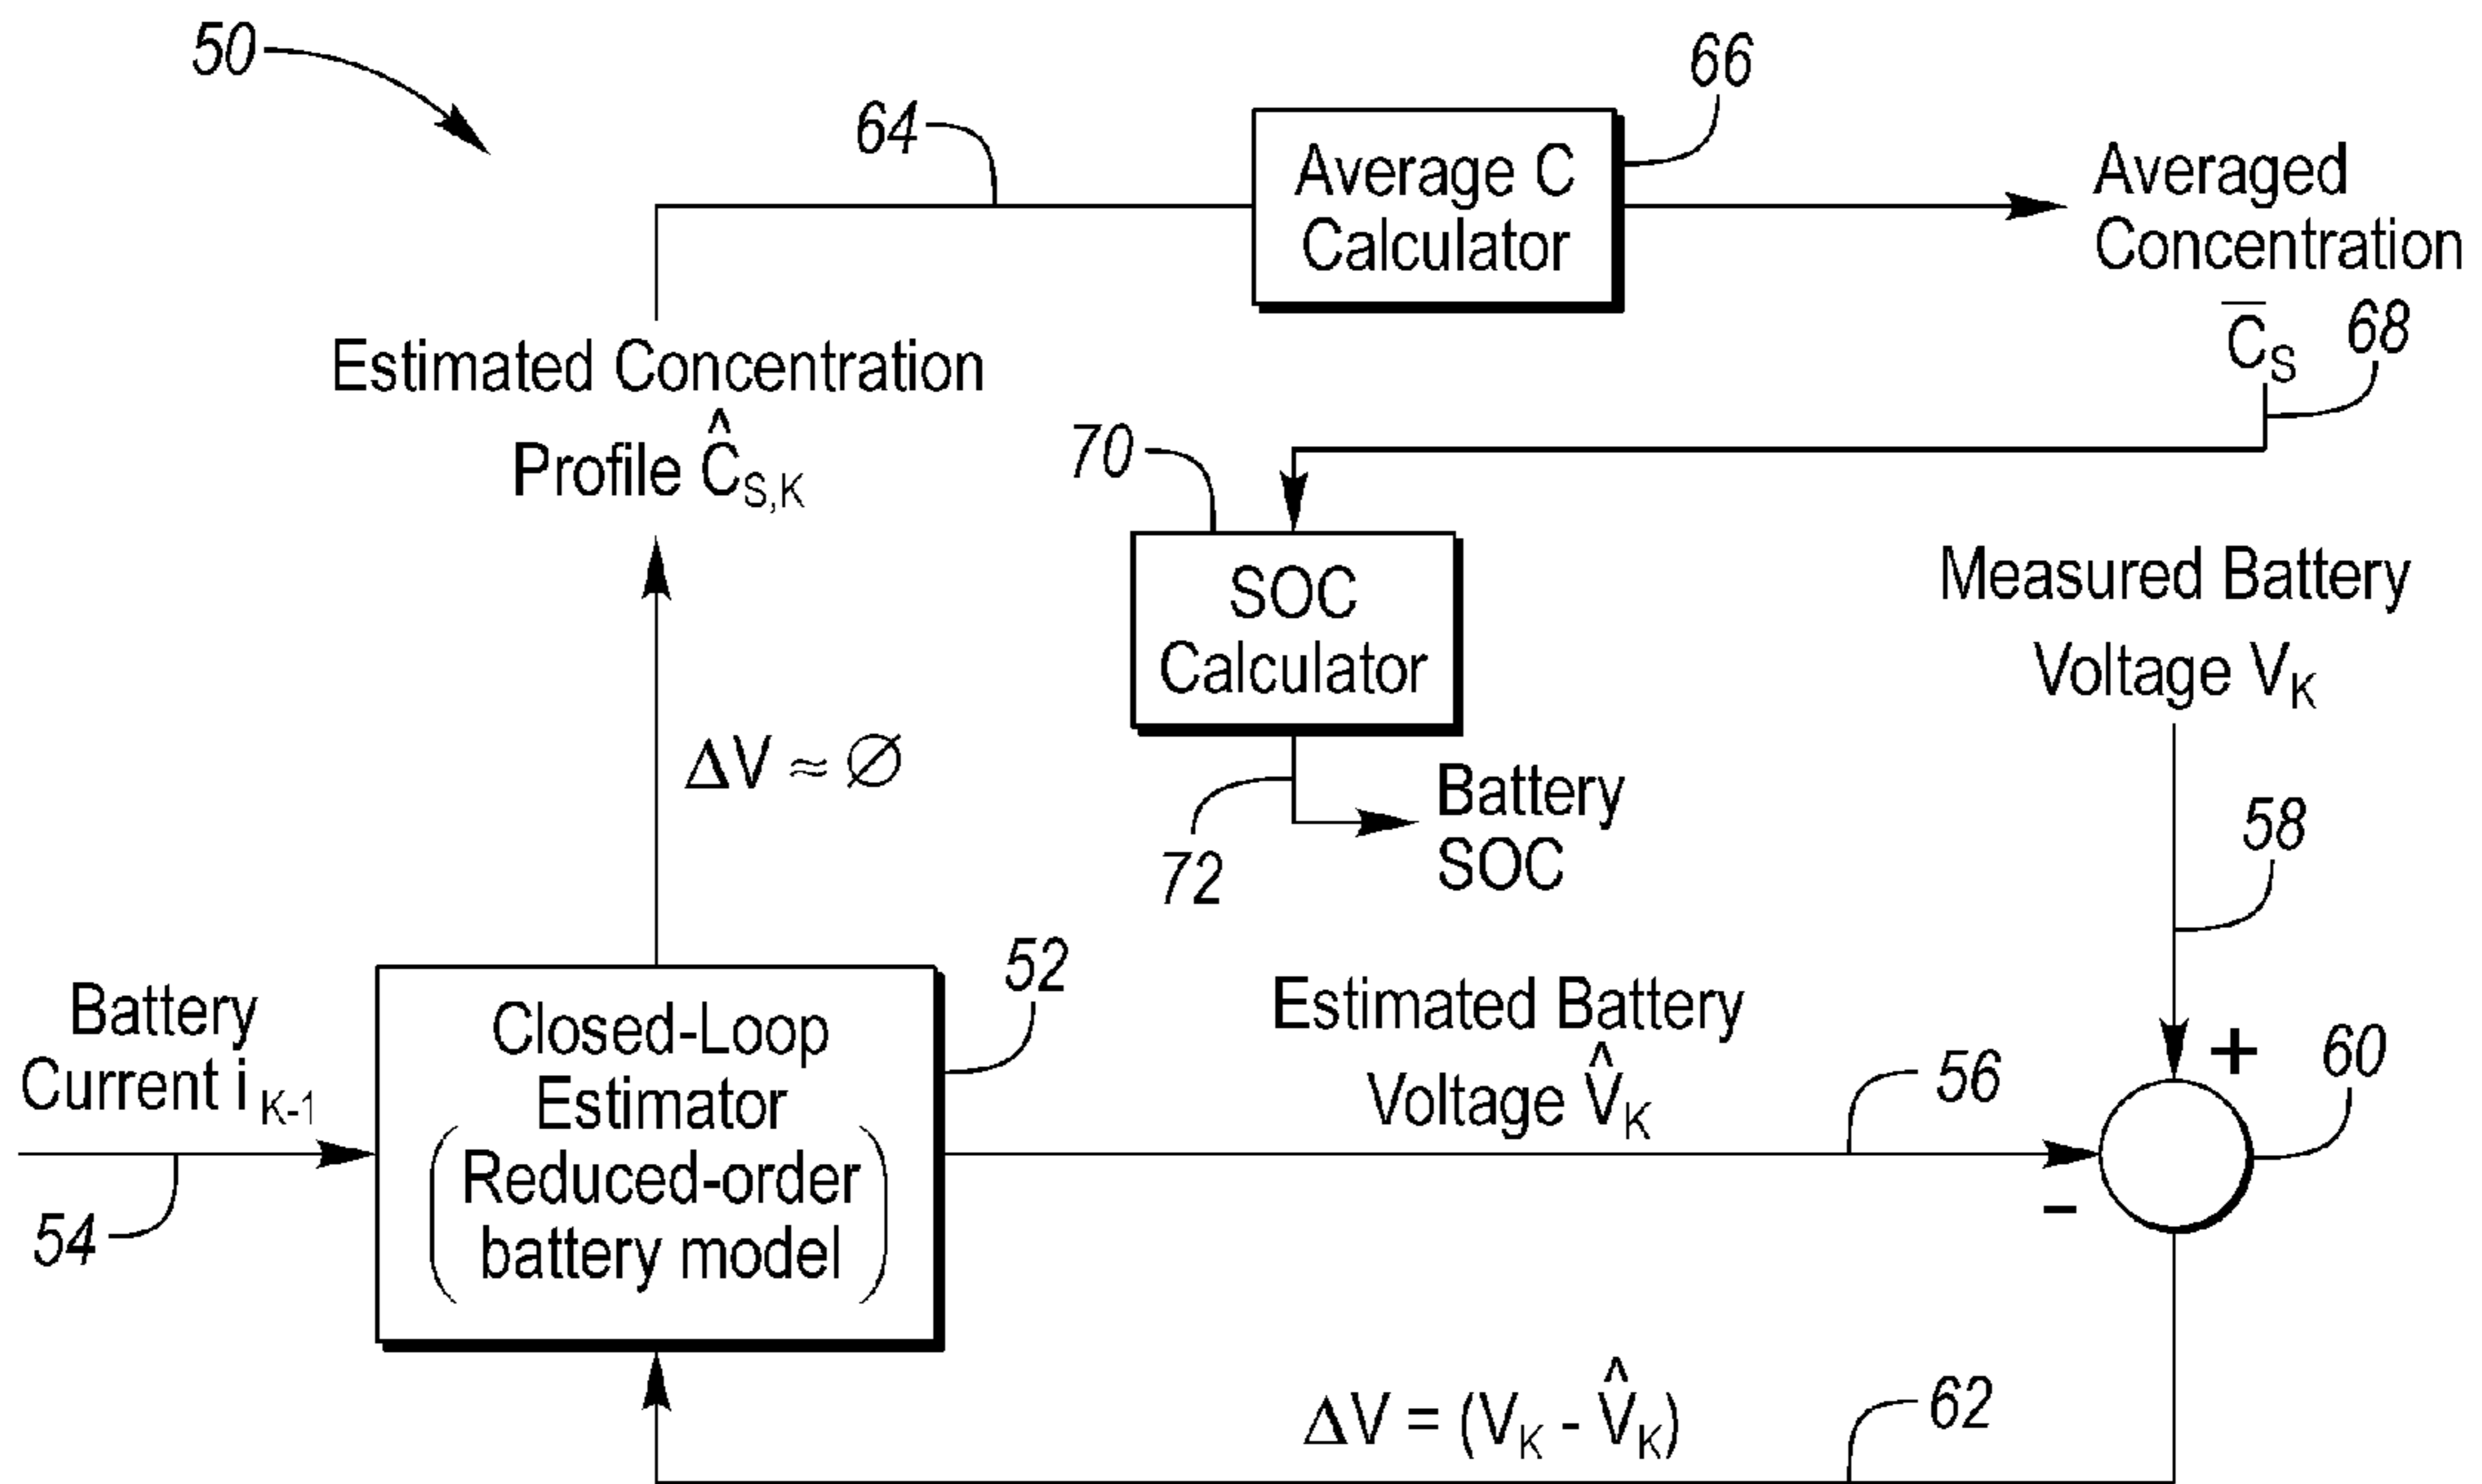 50
64
66
Average C
Calculator
Averaged
Concentration
C̅S
68
Estimated Concentration
Profile ĈS,K
70
SOC
Calculator
Measured Battery
Voltage VK
ΔV ≈ ∅
72
Battery
SOC
58
Battery
Current iK-1
54
Closed-Loop
Estimator
(Reduced-order
battery model)
52
Estimated Battery
Voltage V̂K
56
+
−
60
ΔV = (VK - V̂K)
62